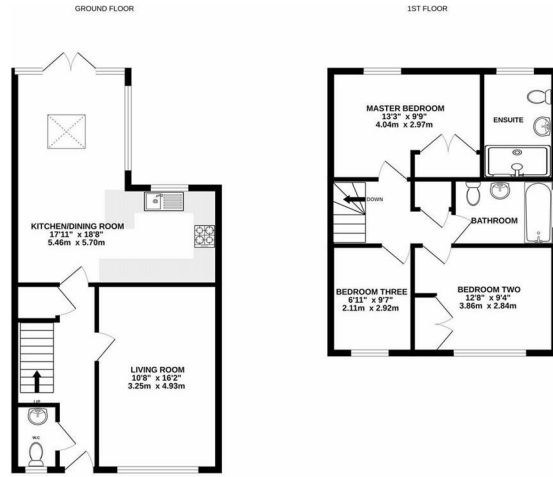 GROUND FLOOR
KITCHEN/DINING ROOM
17'11" x 18'8"
5.46m x 5.70m
LIVING ROOM
10'8" x 16'2"
3.25m x 4.93m
UP
W.C
1ST FLOOR
MASTER BEDROOM
13'3" x 9'9"
4.04m x 2.97m
ENSUITE
DOWN
BATHROOM
BEDROOM THREE
6'11" x 9'7"
2.11m x 2.92m
BEDROOM TWO
12'8" x 9'4"
3.86m x 2.84m